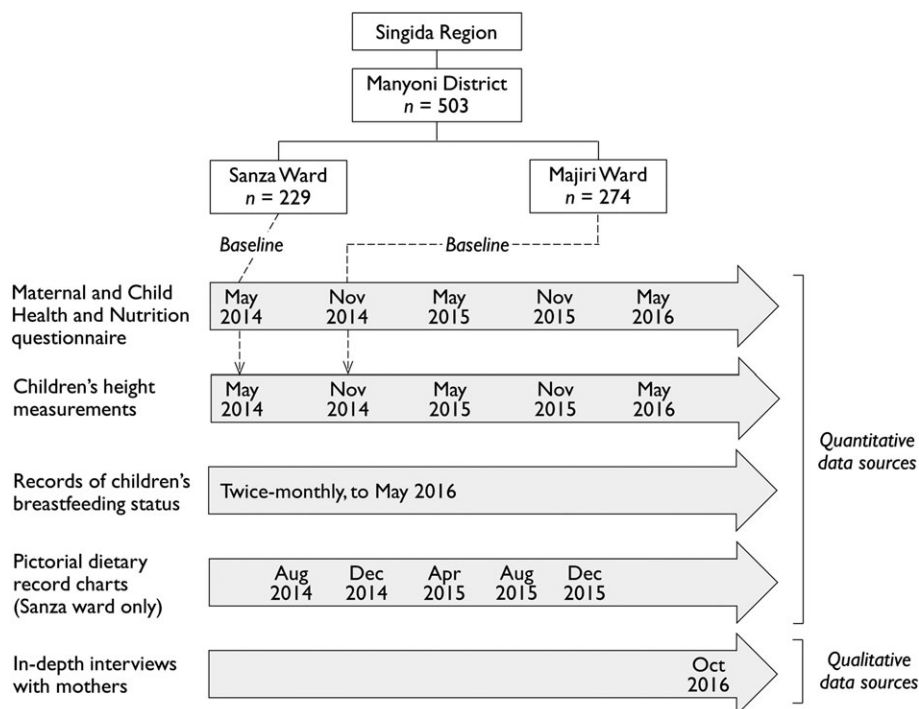 Singida Region
Manyoni District
n = 503
Sanza Ward
n = 229
Majiri Ward
n = 274
Baseline
Baseline
Maternal and Child
Health and Nutrition
questionnaire
May Nov May Nov May
2014 2014 2015 2015 2016
Children's height
measurements
May Nov May Nov May
2014 2014 2015 2015 2016
Records of children's
breastfeeding status
Twice-monthly, to May 2016
Pictorial dietary
record charts
(Sanza ward only)
Aug Dec Apr Aug Dec
2014 2014 2015 2015 2015
Quantitative
data sources
In-depth interviews
with mothers
Oct
2016
Qualitative
data sources